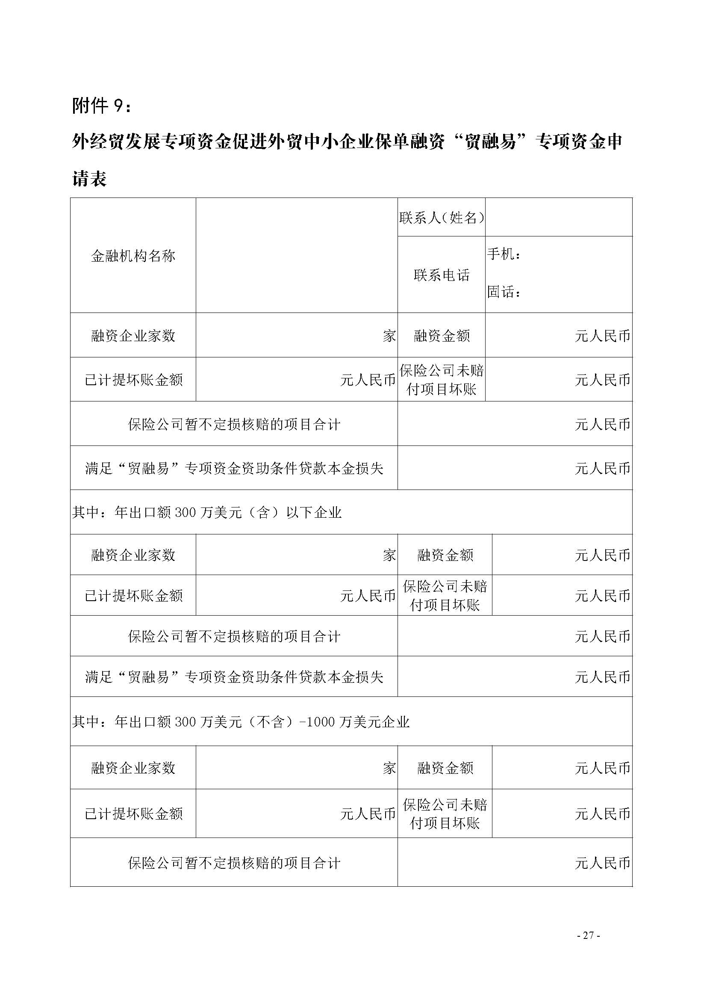 附件 9：
外经贸发展专项资金促进外贸中小企业保单融资“贸融易”专项资金申
请表
金融机构名称
联系人（姓名）
联系电话
手机：
固话：
融资企业家数 家 融资金额 元人民币
已计提坏账金额 元人民币 保险公司未赔 元人民币
付项目坏账
保险公司暂不定损核赔的项目合计 元人民币
满足“贸融易”专项资金资助条件贷款本金损失 元人民币
其中：年出口额 300 万美元（含）以下企业
融资企业家数 家 融资金额 元人民币
已计提坏账金额 元人民币 保险公司未赔 元人民币
付项目坏账
保险公司暂不定损核赔的项目合计 元人民币
满足“贸融易”专项资金资助条件贷款本金损失 元人民币
其中：年出口额 300 万美元（不含）-1000 万美元企业
融资企业家数 家 融资金额 元人民币
已计提坏账金额 元人民币 保险公司未赔 元人民币
付项目坏账
保险公司暂不定损核赔的项目合计 元人民币
- 27 -